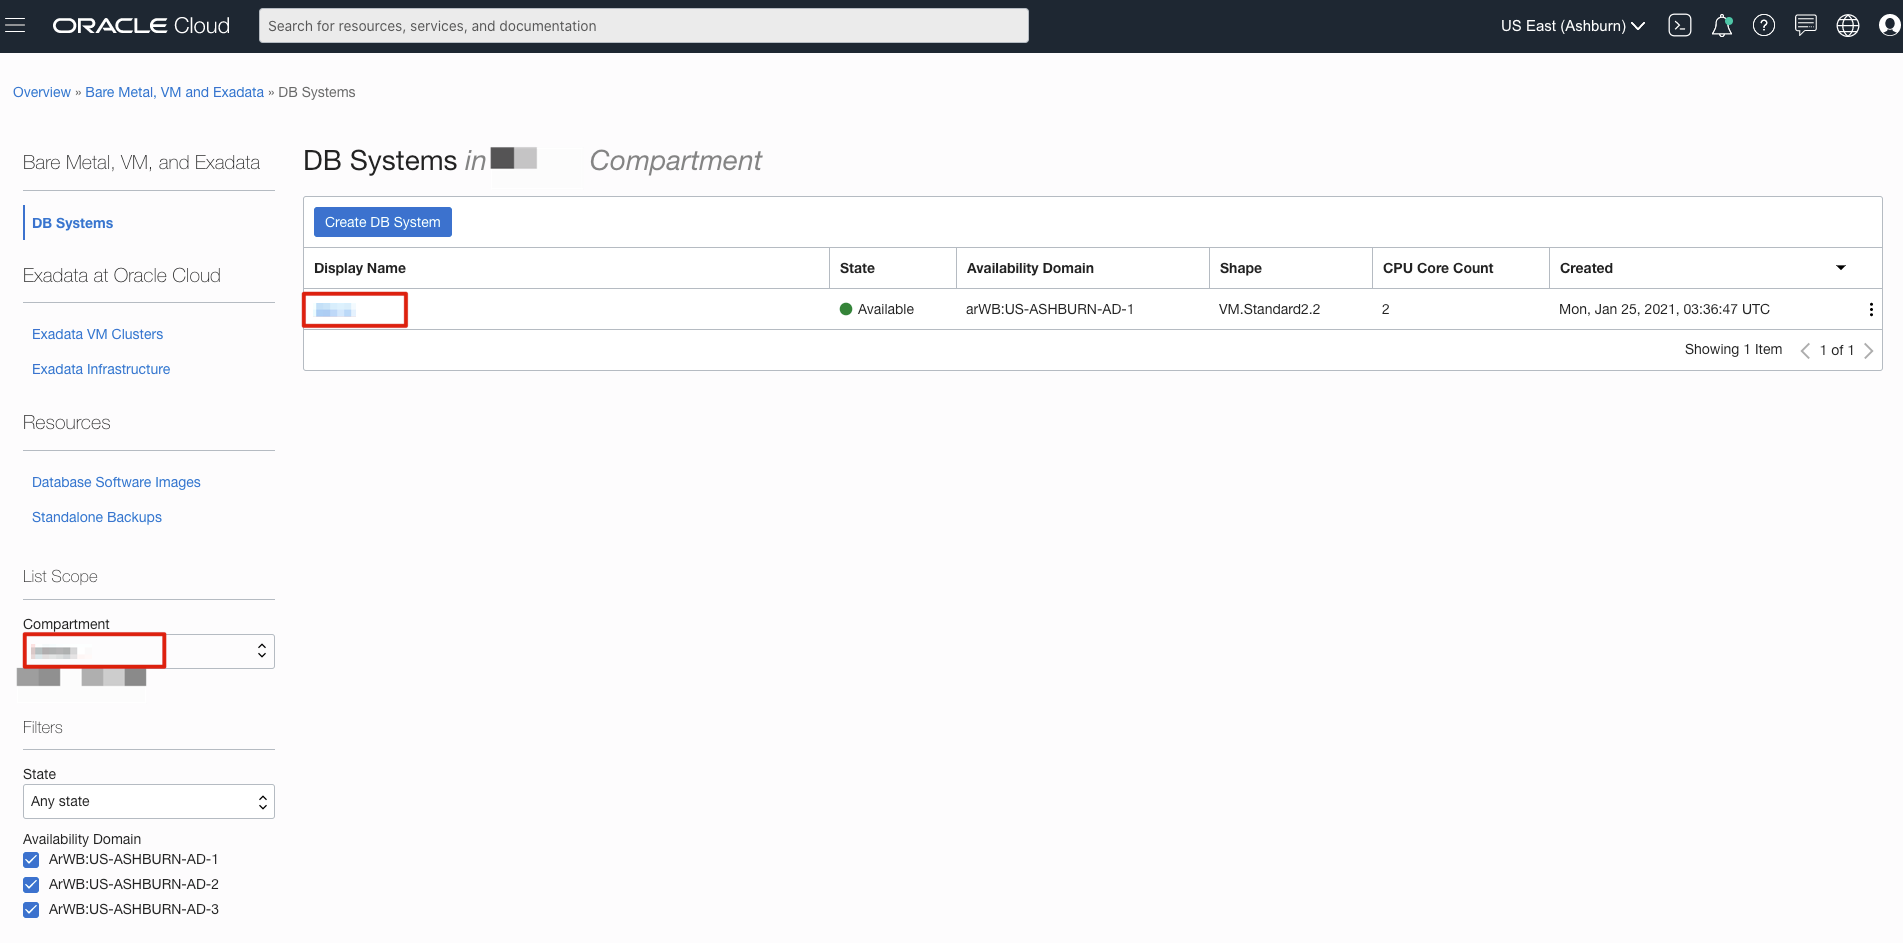 ORACLE Cloud
Search for resources, services, and documentation
US East (Ashburn)
Overview » Bare Metal, VM and Exadata » DB Systems
Bare Metal, VM, and Exadata
DB Systems
Exadata at Oracle Cloud
Exadata VM Clusters
Exadata Infrastructure
Resources
Database Software Images
Standalone Backups
List Scope
Compartment
Filters
State
Any state
Availability Domain
ArWB:US-ASHBURN-AD-1
ArWB:US-ASHBURN-AD-2
ArWB:US-ASHBURN-AD-3
DB Systems in Compartment
Create DB System
Display Name State Availability Domain Shape CPU Core Count Created
Available arWB:US-ASHBURN-AD-1 VM.Standard2.2 2 Mon, Jan 25, 2021, 03:36:47 UTC
Showing 1 Item 1 of 1